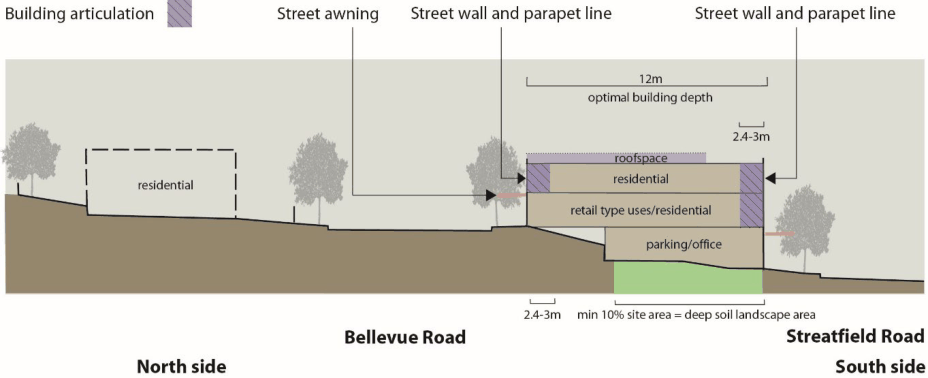 Building articulation
Street awning
Street wall and parapet line
Street wall and parapet line
12m
optimal building depth
2.4-3m
roofspace
residential
residential
retail type uses/residential
parking/office
2.4-3m
min 10% site area = deep soil landscape area
Bellevue Road
Streatfield Road
North side
South side